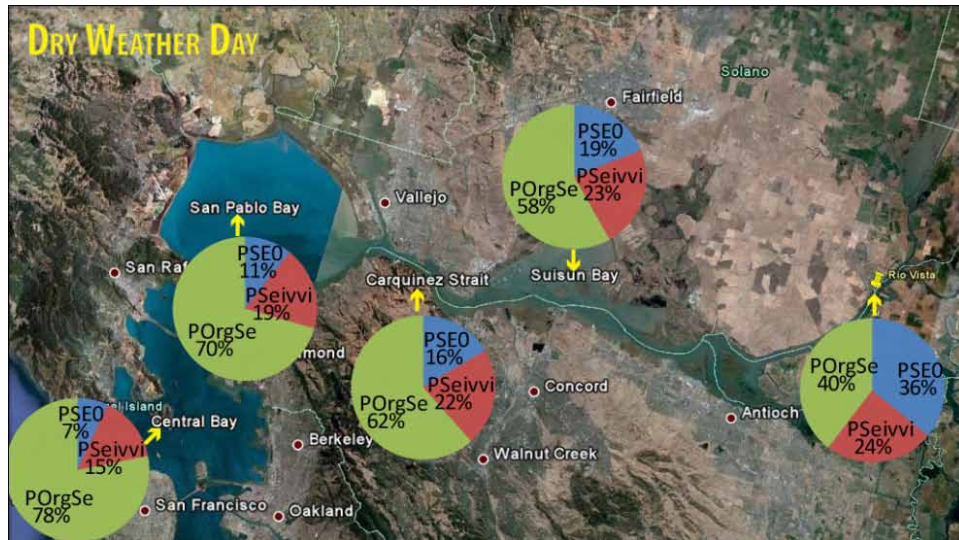 DRY WEATHER DAY
Solano
Fairfield
PSE0
19%
PSeivvi
23%
POrgSe
58%
Vallejo
San Pablo Bay
San Raf
PSE0
11%
PSeivvi
19%
POrgSe
70%
Carquinez Strait
Suisun Bay
Rio Vista
mond
PSE0
16%
PSeivvi
22%
POrgSe
62%
Concord
POrgSe
40%
PSE0
36%
PSeivvi
24%
Antioch
PSE0
7%
el Island
Central Bay
PSeivvi
15%
POrgSe
78%
Berkeley
Walnut Creek
San Francisco
Oakland